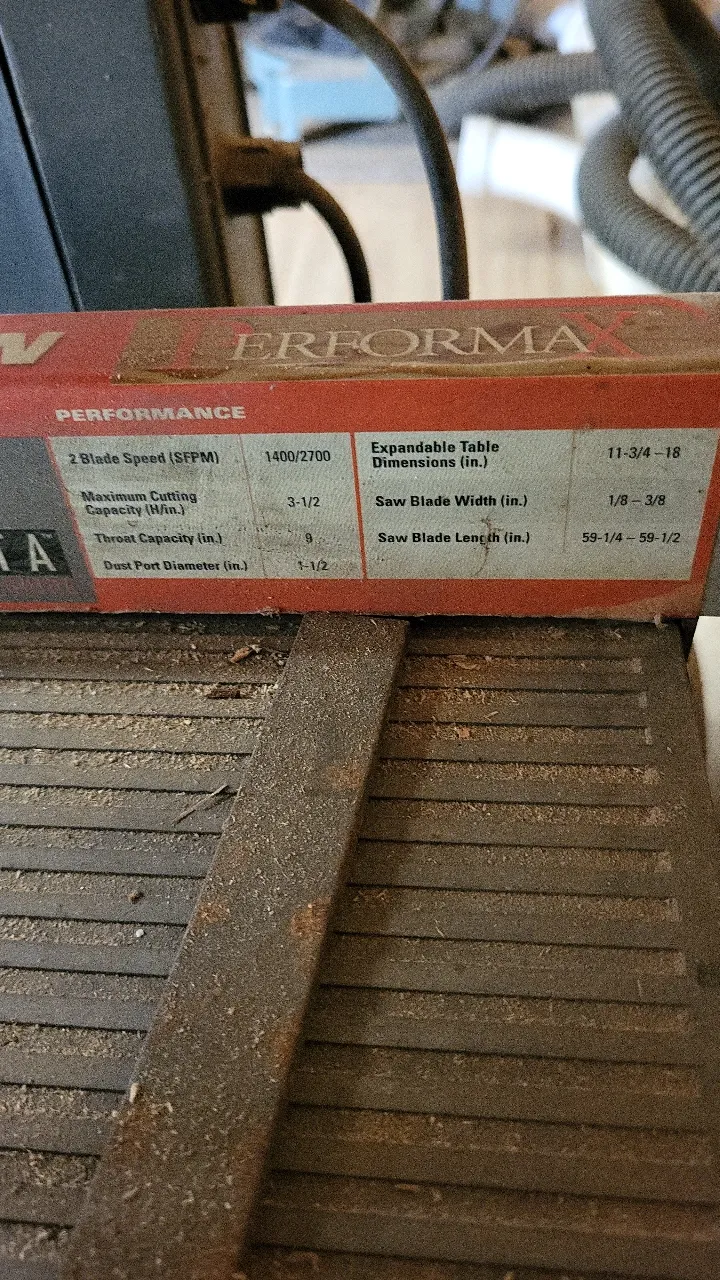 PERFORMAX
PERFORMANCE
2 Blade Speed (SFPM) 1400/2700
Maximum Cutting
Capacity (H/in.) 3-1/2
Throat Capacity (in.) 9
Dust Port Diameter (in.) 1-1/2
Expandable Table
Dimensions (in.) 11-3/4 – 18
Saw Blade Width (in.) 1/8 – 3/8
Saw Blade Length (in.) 59-1/4 – 59-1/2
TA